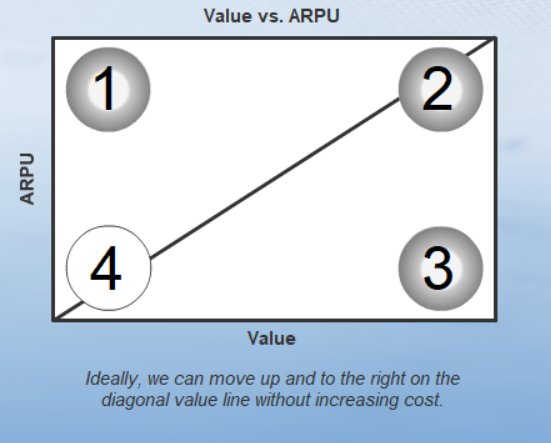 Value vs. ARPU
1
2
ARPU
4
3
Value
Ideally, we can move up and to the right on the
diagonal value line without increasing cost.